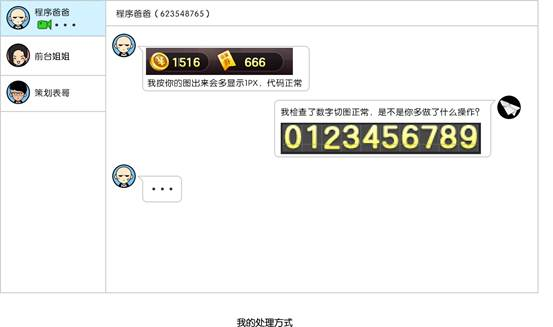 程序爸爸
● ● ●
前台姐姐
策划表哥
程序爸爸（623548765）
1516 666
我按你的图出来会多显示1PX，代码正常
我检查了数字切图正常，是不是你多做了什么操作？
0123456789
● ● ●
我的处理方式